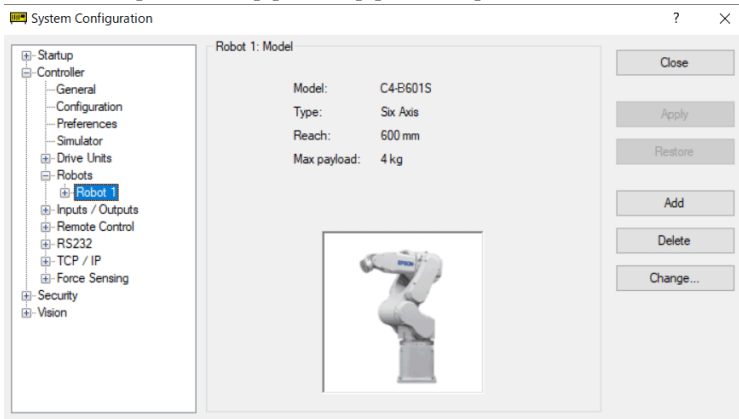 System Configuration
?
Startup
Controller
General
Configuration
Preferences
Simulator
Drive Units
Robots
Robot 1
Inputs / Outputs
Remote Control
RS232
TCP / IP
Force Sensing
Security
Vision
Robot 1: Model
Model: C4-B601S
Type: Six Axis
Reach: 600 mm
Max payload: 4 kg
EPSON
Close
Apply
Restore
Add
Delete
Change...